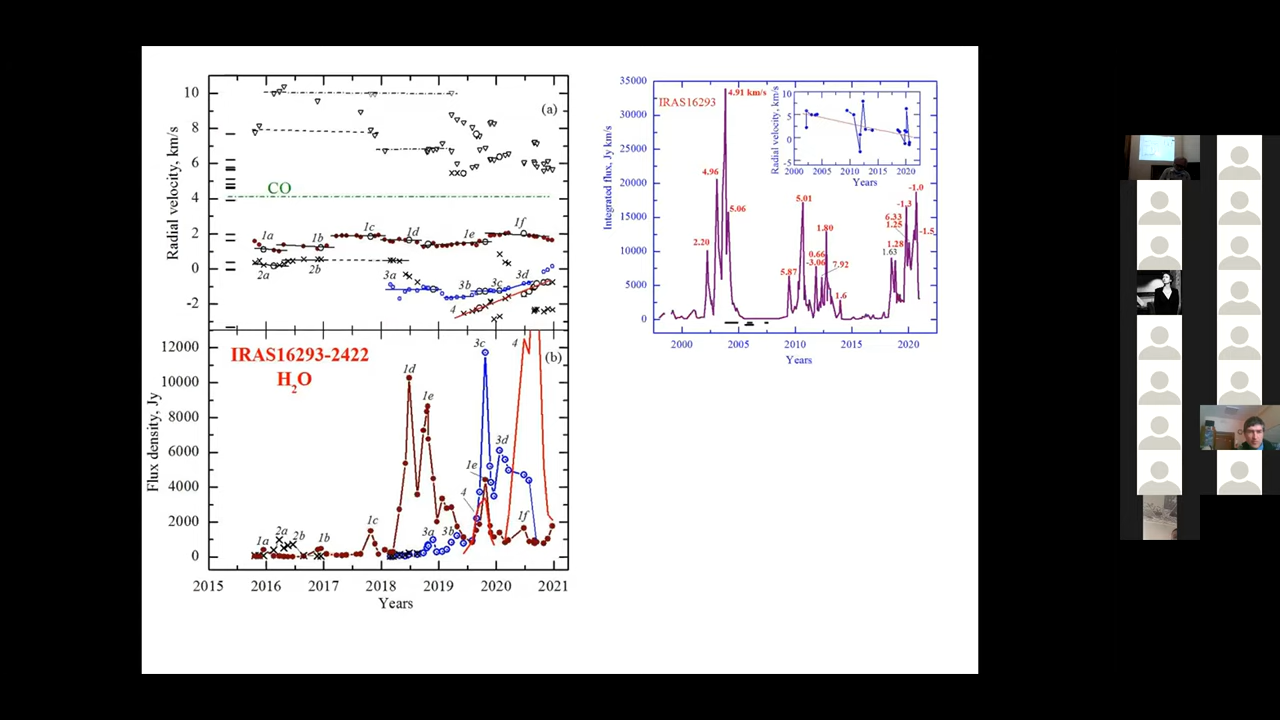 10
8
6
4
2
0
-2
Radial velocity, km/s
(a)
CO
1a
1b
1c
1d
1e
1f
2a
2b
3a
3b
3c
3d
4
IRAS16293-2422
H2O
(b)
12000
10000
8000
6000
4000
2000
0
Flux density, Jy
1a
2a
2b
1b
1c
1d
1e
3a
3b
4
1e
3c
3d
4
1f
2015 2016 2017 2018 2019 2020 2021
Years
35000
30000
25000
20000
15000
10000
5000
0
Integrated flux, Jy km/s
IRAS16293
4.91 km/s
4.96
5.06
2.20
5.87
5.01
0.66
-3.06
1.80
7.92
1.6
1.63
1.28
6.33
1.25
-1.3
-1.0
-1.5
2000 2005 2010 2015 2020
Years
10
5
0
-5
Radial velocity, km/s
2000 2005 2010 2015 2020
Years